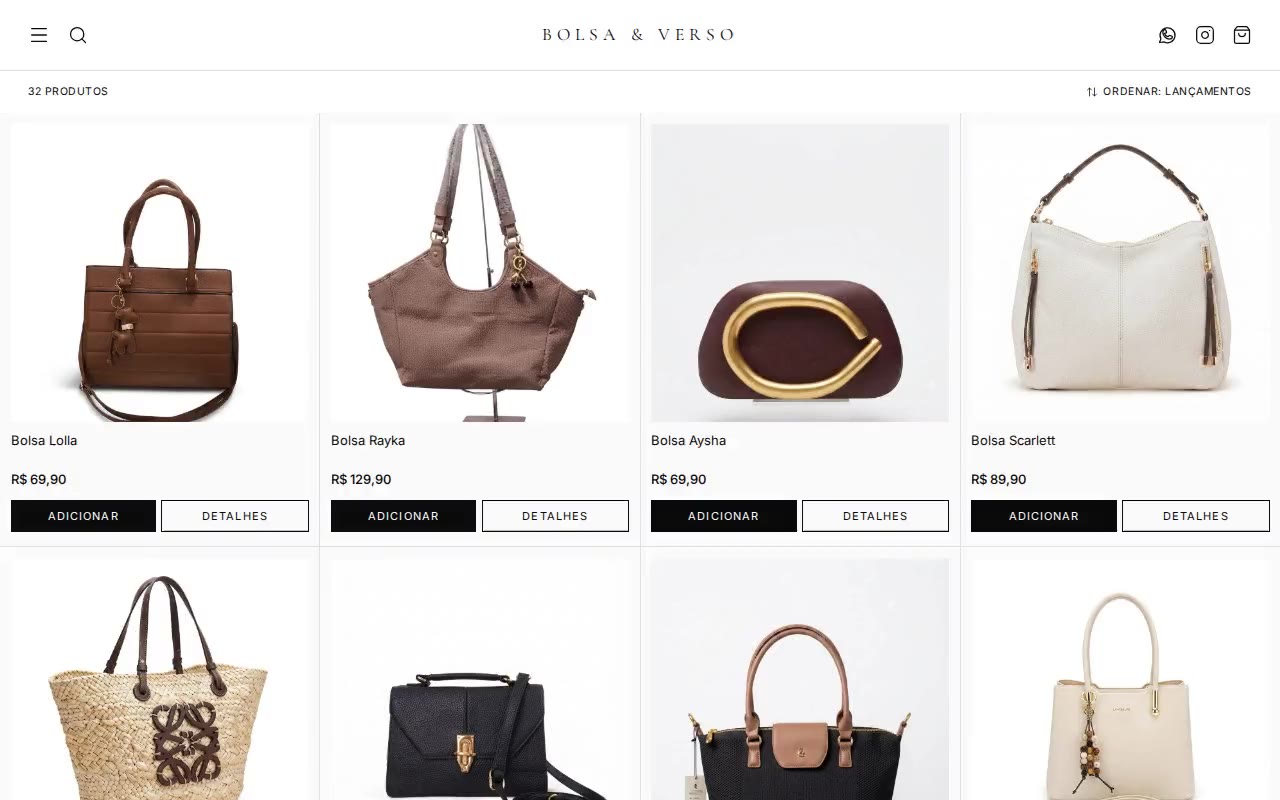 BOLSA & VERSO
32 PRODUTOS
ORDENAR: LANÇAMENTOS
Bolsa Lolla
R$ 69,90
ADICIONAR
DETALHES
Bolsa Rayka
R$ 129,90
ADICIONAR
DETALHES
Bolsa Aysha
R$ 69,90
ADICIONAR
DETALHES
Bolsa Scarlett
R$ 89,90
ADICIONAR
DETALHES